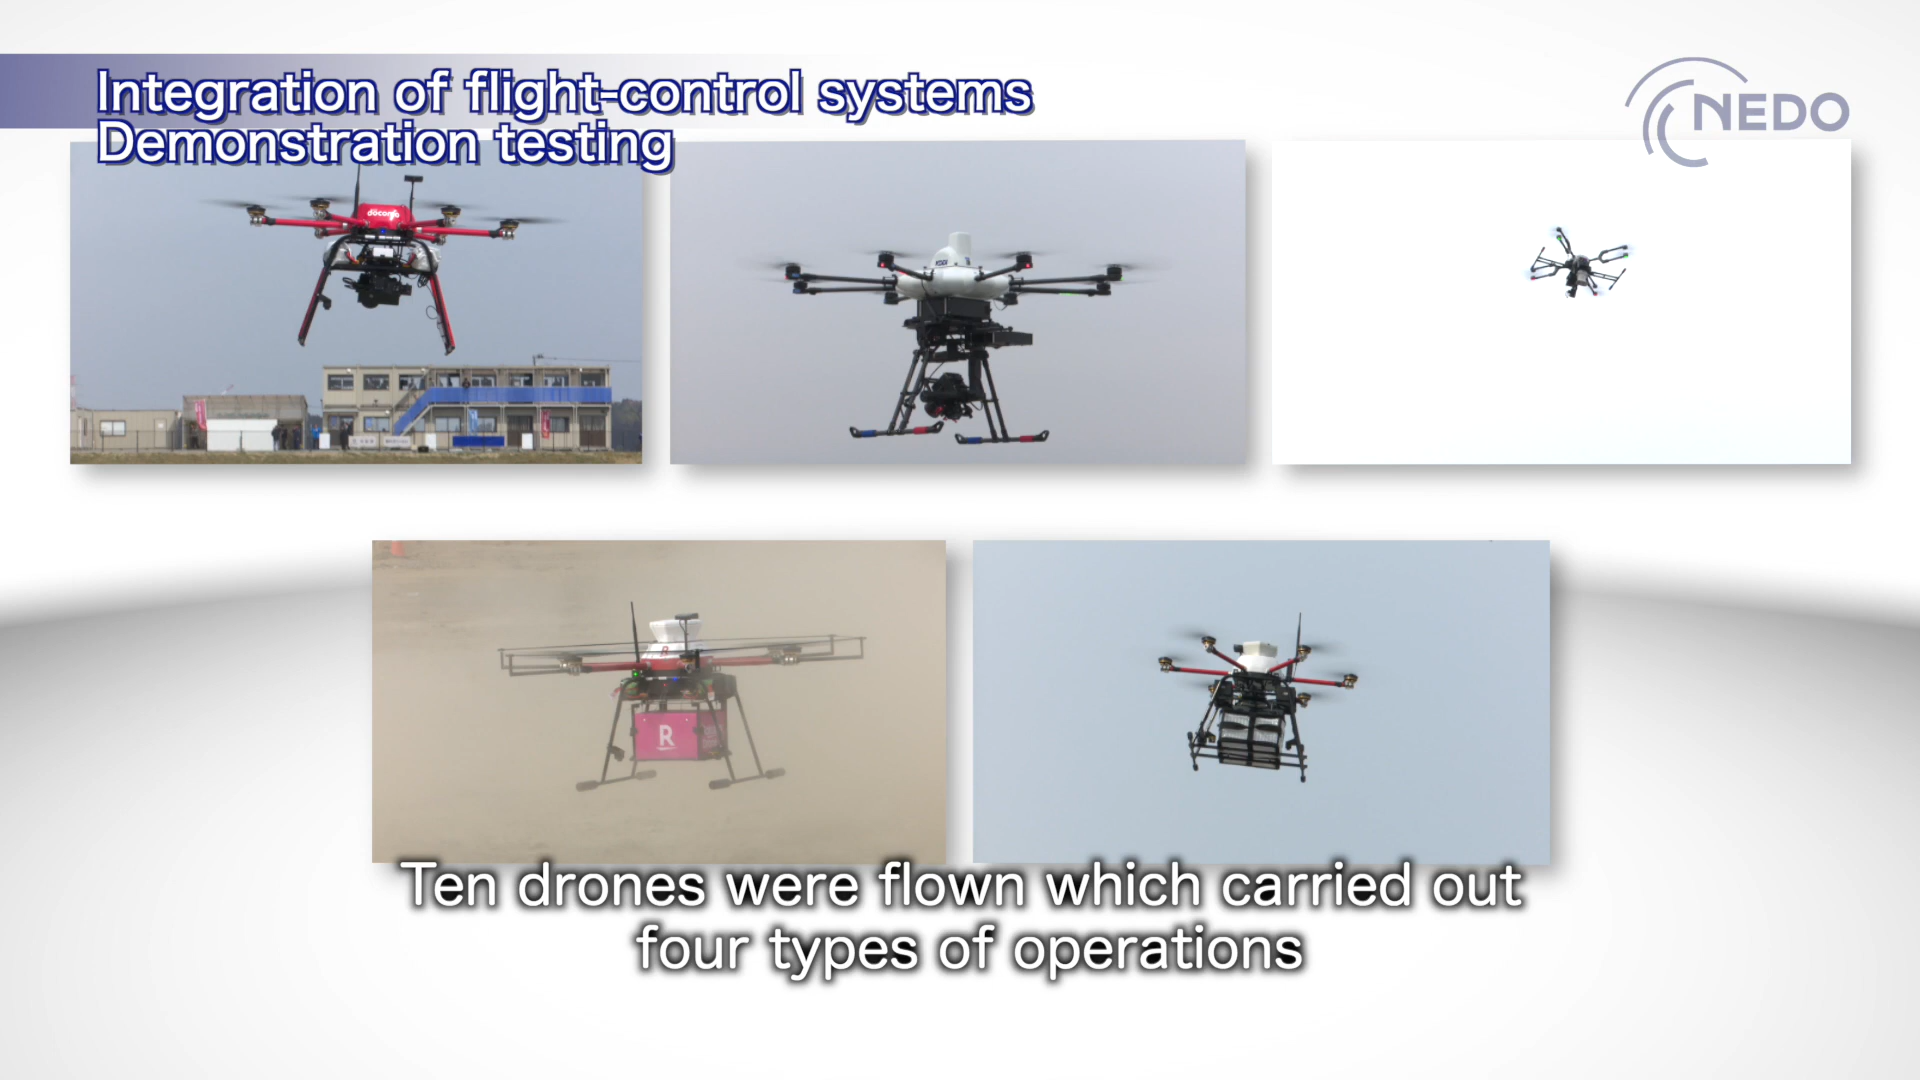 Integration of flight-control systems
Demonstration testing
NEDO
docomo
R
Ten drones were flown which carried out
four types of operations